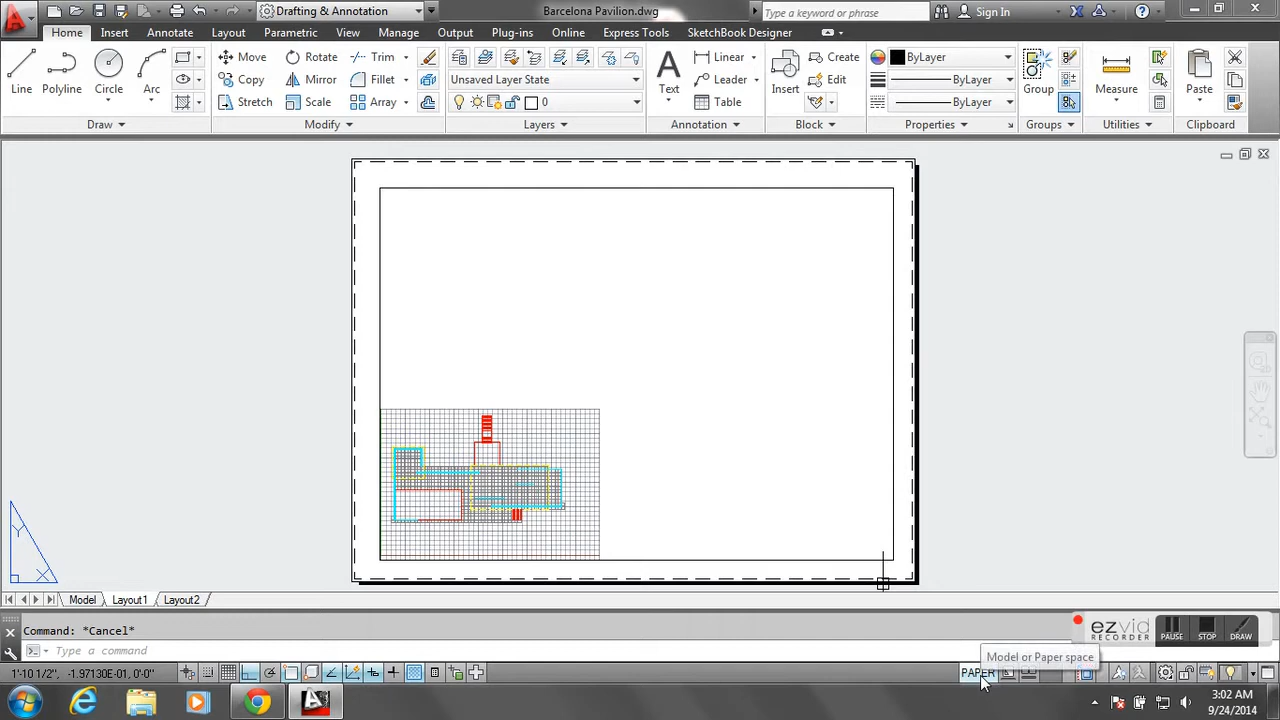 Drafting & Annotation
Barcelona Pavilion.dwg
Type a keyword or phrase
Sign In
Home Insert Annotate Layout Parametric View Manage Output Plug-ins Online Express Tools SketchBook Designer
Line Polyline Circle Arc
Move Rotate Trim
Copy Mirror Fillet
Stretch Scale Array
Unsaved Layer State
0
Text
Linear
Leader
Table
Insert
Create
Edit
ByLayer
ByLayer
ByLayer
Group
Measure
Paste
Draw Modify Layers Annotation Block Properties Groups Utilities Clipboard
Y
X
Model Layout1 Layout2
Command: *Cancel*
Type a command
ezvid
RECORDER
PAUSE STOP DRAW
Model or Paper space
1'-10 1/2", -1.97130E-01, 0'-0"
PAPER
3:02 AM
9/24/2014